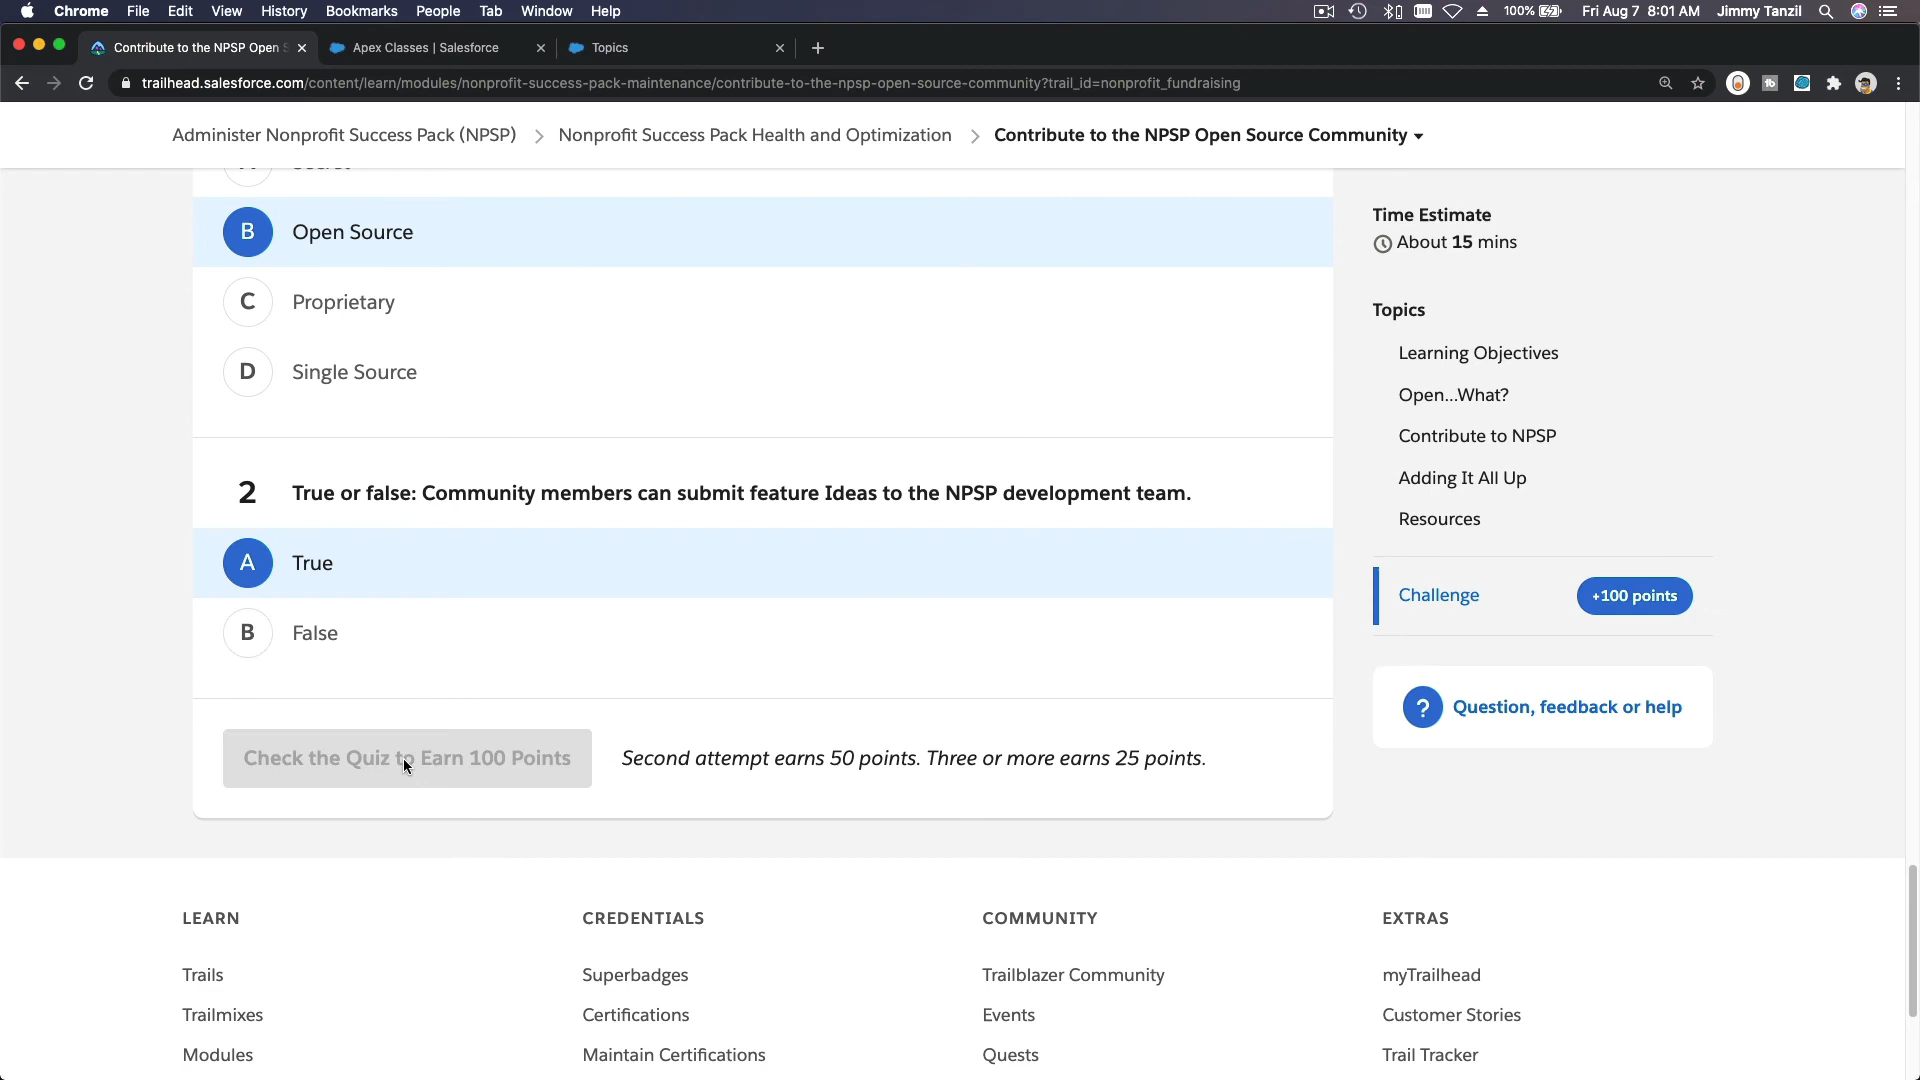 Chrome File Edit View History Bookmarks People Tab Window Help 100% Fri Aug 7 8:01 AM Jimmy Tanzil
Contribute to the NPSP Open S Apex Classes | Salesforce Topics
trailhead.salesforce.com/content/learn/modules/nonprofit-success-pack-maintenance/contribute-to-the-npsp-open-source-community?trail_id=nonprofit_fundraising
Administer Nonprofit Success Pack (NPSP) Nonprofit Success Pack Health and Optimization Contribute to the NPSP Open Source Community
B Open Source
C Proprietary
D Single Source
2 True or false: Community members can submit feature Ideas to the NPSP development team.
A True
B False
Check the Quiz to Earn 100 Points Second attempt earns 50 points. Three or more earns 25 points.
Time Estimate
About 15 mins
Topics
Learning Objectives
Open...What?
Contribute to NPSP
Adding It All Up
Resources
Challenge +100 points
? Question, feedback or help
LEARN
Trails
Trailmixes
Modules
CREDENTIALS
Superbadges
Certifications
Maintain Certifications
COMMUNITY
Trailblazer Community
Events
Quests
EXTRAS
myTrailhead
Customer Stories
Trail Tracker